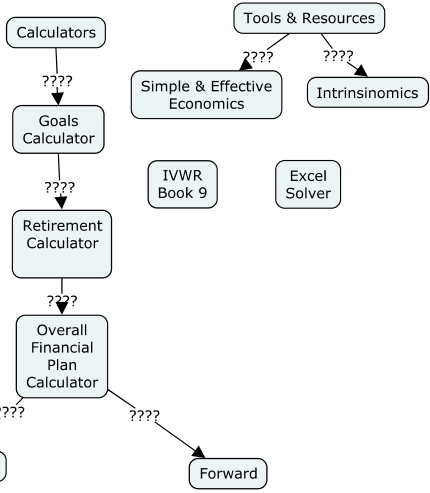 Tools & Resources
Calculators
????
????
????
Simple & Effective
Economics
Intrinsinomics
Goals
Calculator
IVWR
Book 9
Excel
Solver
????
Retirement
Calculator
????
Overall
Financial
Plan
Calculator
????
????
Forward